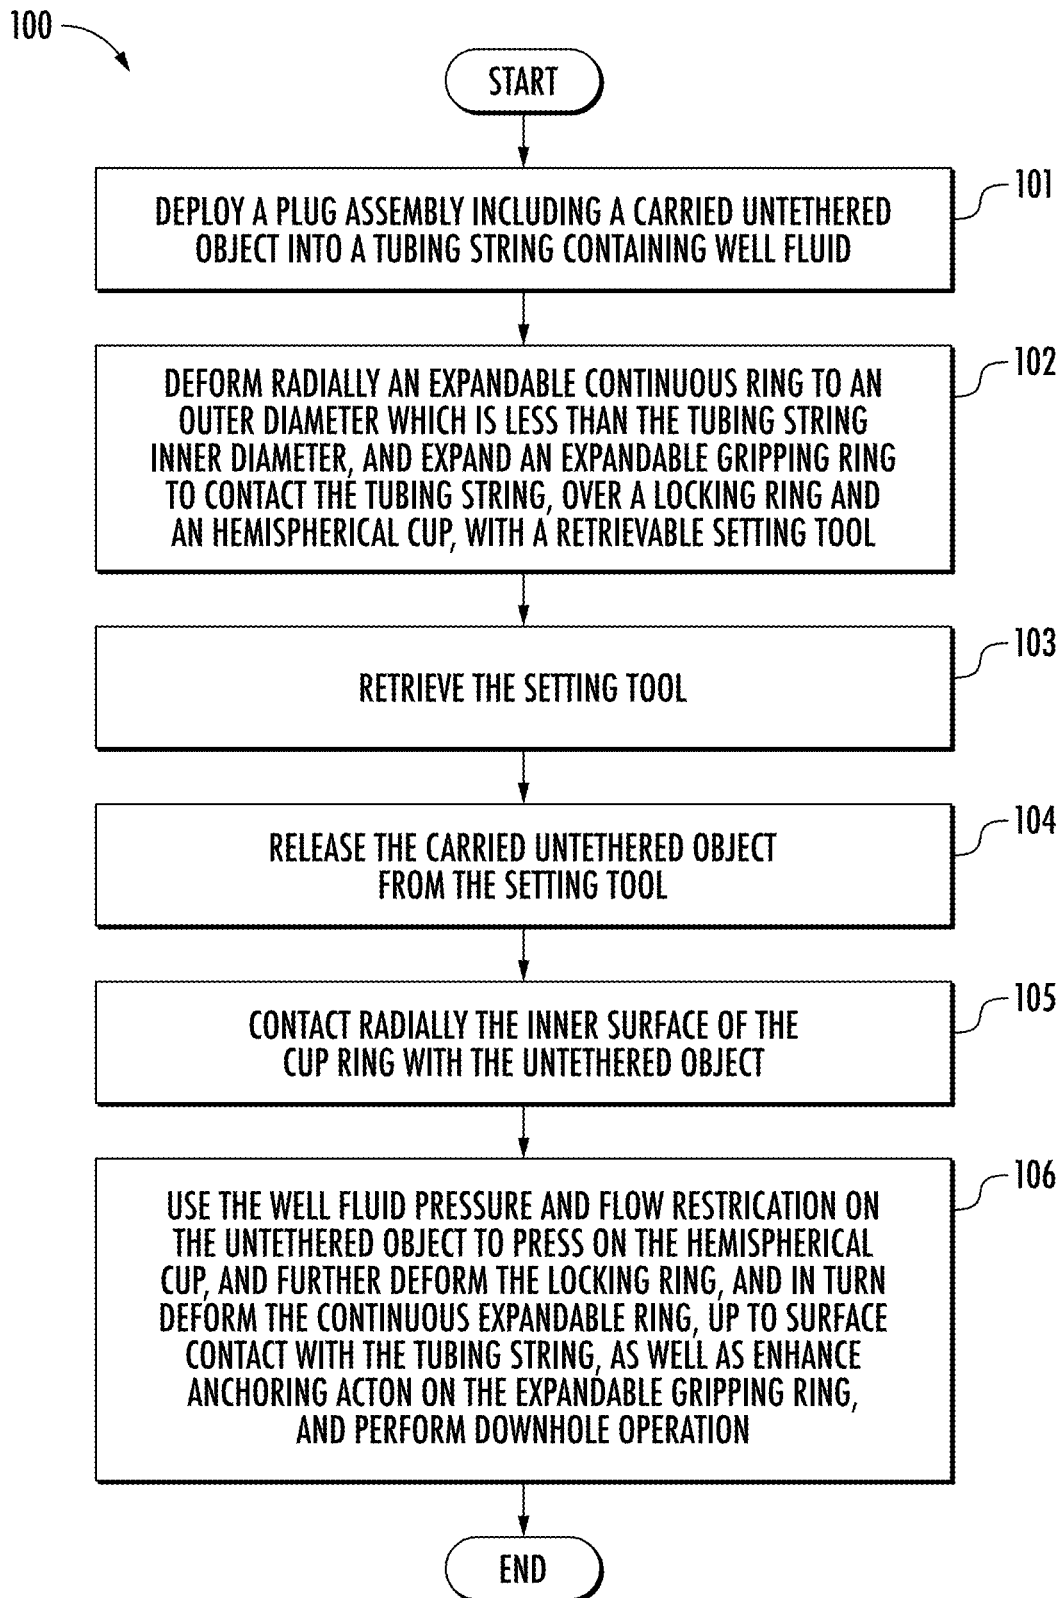 100
START
101
DEPLOY A PLUG ASSEMBLY INCLUDING A CARRIED UNTETHERED
OBJECT INTO A TUBING STRING CONTAINING WELL FLUID
102
DEFORM RADIALLY AN EXPANDABLE CONTINUOUS RING TO AN
OUTER DIAMETER WHICH IS LESS THAN THE TUBING STRING
INNER DIAMETER, AND EXPAND AN EXPANDABLE GRIPPING RING
TO CONTACT THE TUBING STRING, OVER A LOCKING RING AND
AN HEMISPHERICAL CUP, WITH A RETRIEVABLE SETTING TOOL
103
RETRIEVE THE SETTING TOOL
104
RELEASE THE CARRIED UNTETHERED OBJECT
FROM THE SETTING TOOL
105
CONTACT RADIALLY THE INNER SURFACE OF THE
CUP RING WITH THE UNTETHERED OBJECT
106
USE THE WELL FLUID PRESSURE AND FLOW RESTRICATION ON
THE UNTETHERED OBJECT TO PRESS ON THE HEMISPHERICAL
CUP, AND FURTHER DEFORM THE LOCKING RING, AND IN TURN
DEFORM THE CONTINUOUS EXPANDABLE RING, UP TO SURFACE
CONTACT WITH THE TUBING STRING, AS WELL AS ENHANCE
ANCHORING ACTON ON THE EXPANDABLE GRIPPING RING,
AND PERFORM DOWNHOLE OPERATION
END